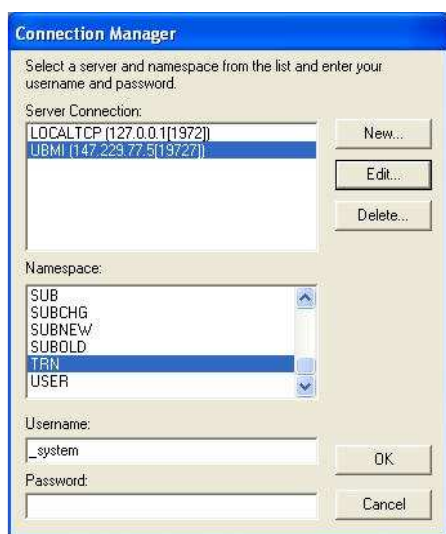 Connection Manager
Select a server and namespace from the list and enter your
username and password.
Server Connection:
LOCALTCP (127.0.0.1[1972])
UBMI (147.229.77.5[19727])
New...
Edit...
Delete...
Namespace:
SUB
SUBCHG
SUBNEW
SUBOLD
TRN
USER
Username:
_system
OK
Password:
Cancel